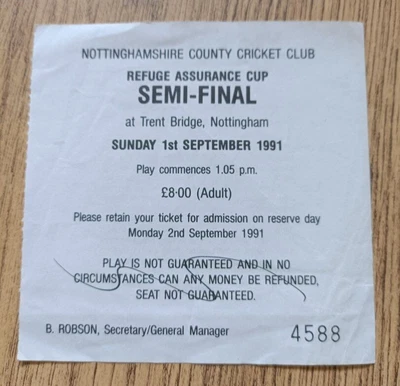 NOTTINGHAMSHIRE COUNTY CRICKET CLUB
REFUGE ASSURANCE CUP
SEMI-FINAL
at Trent Bridge, Nottingham
SUNDAY 1st SEPTEMBER 1991
Play commences 1.05 p.m.
£8·00 (Adult)
Please retain your ticket for admission on reserve day
Monday 2nd September 1991
PLAY IS NOT GUARANTEED AND IN NO
CIRCUMSTANCES CAN ANY MONEY BE REFUNDED,
SEAT NOT GUARANTEED.
B. ROBSON, Secretary/General Manager 4588